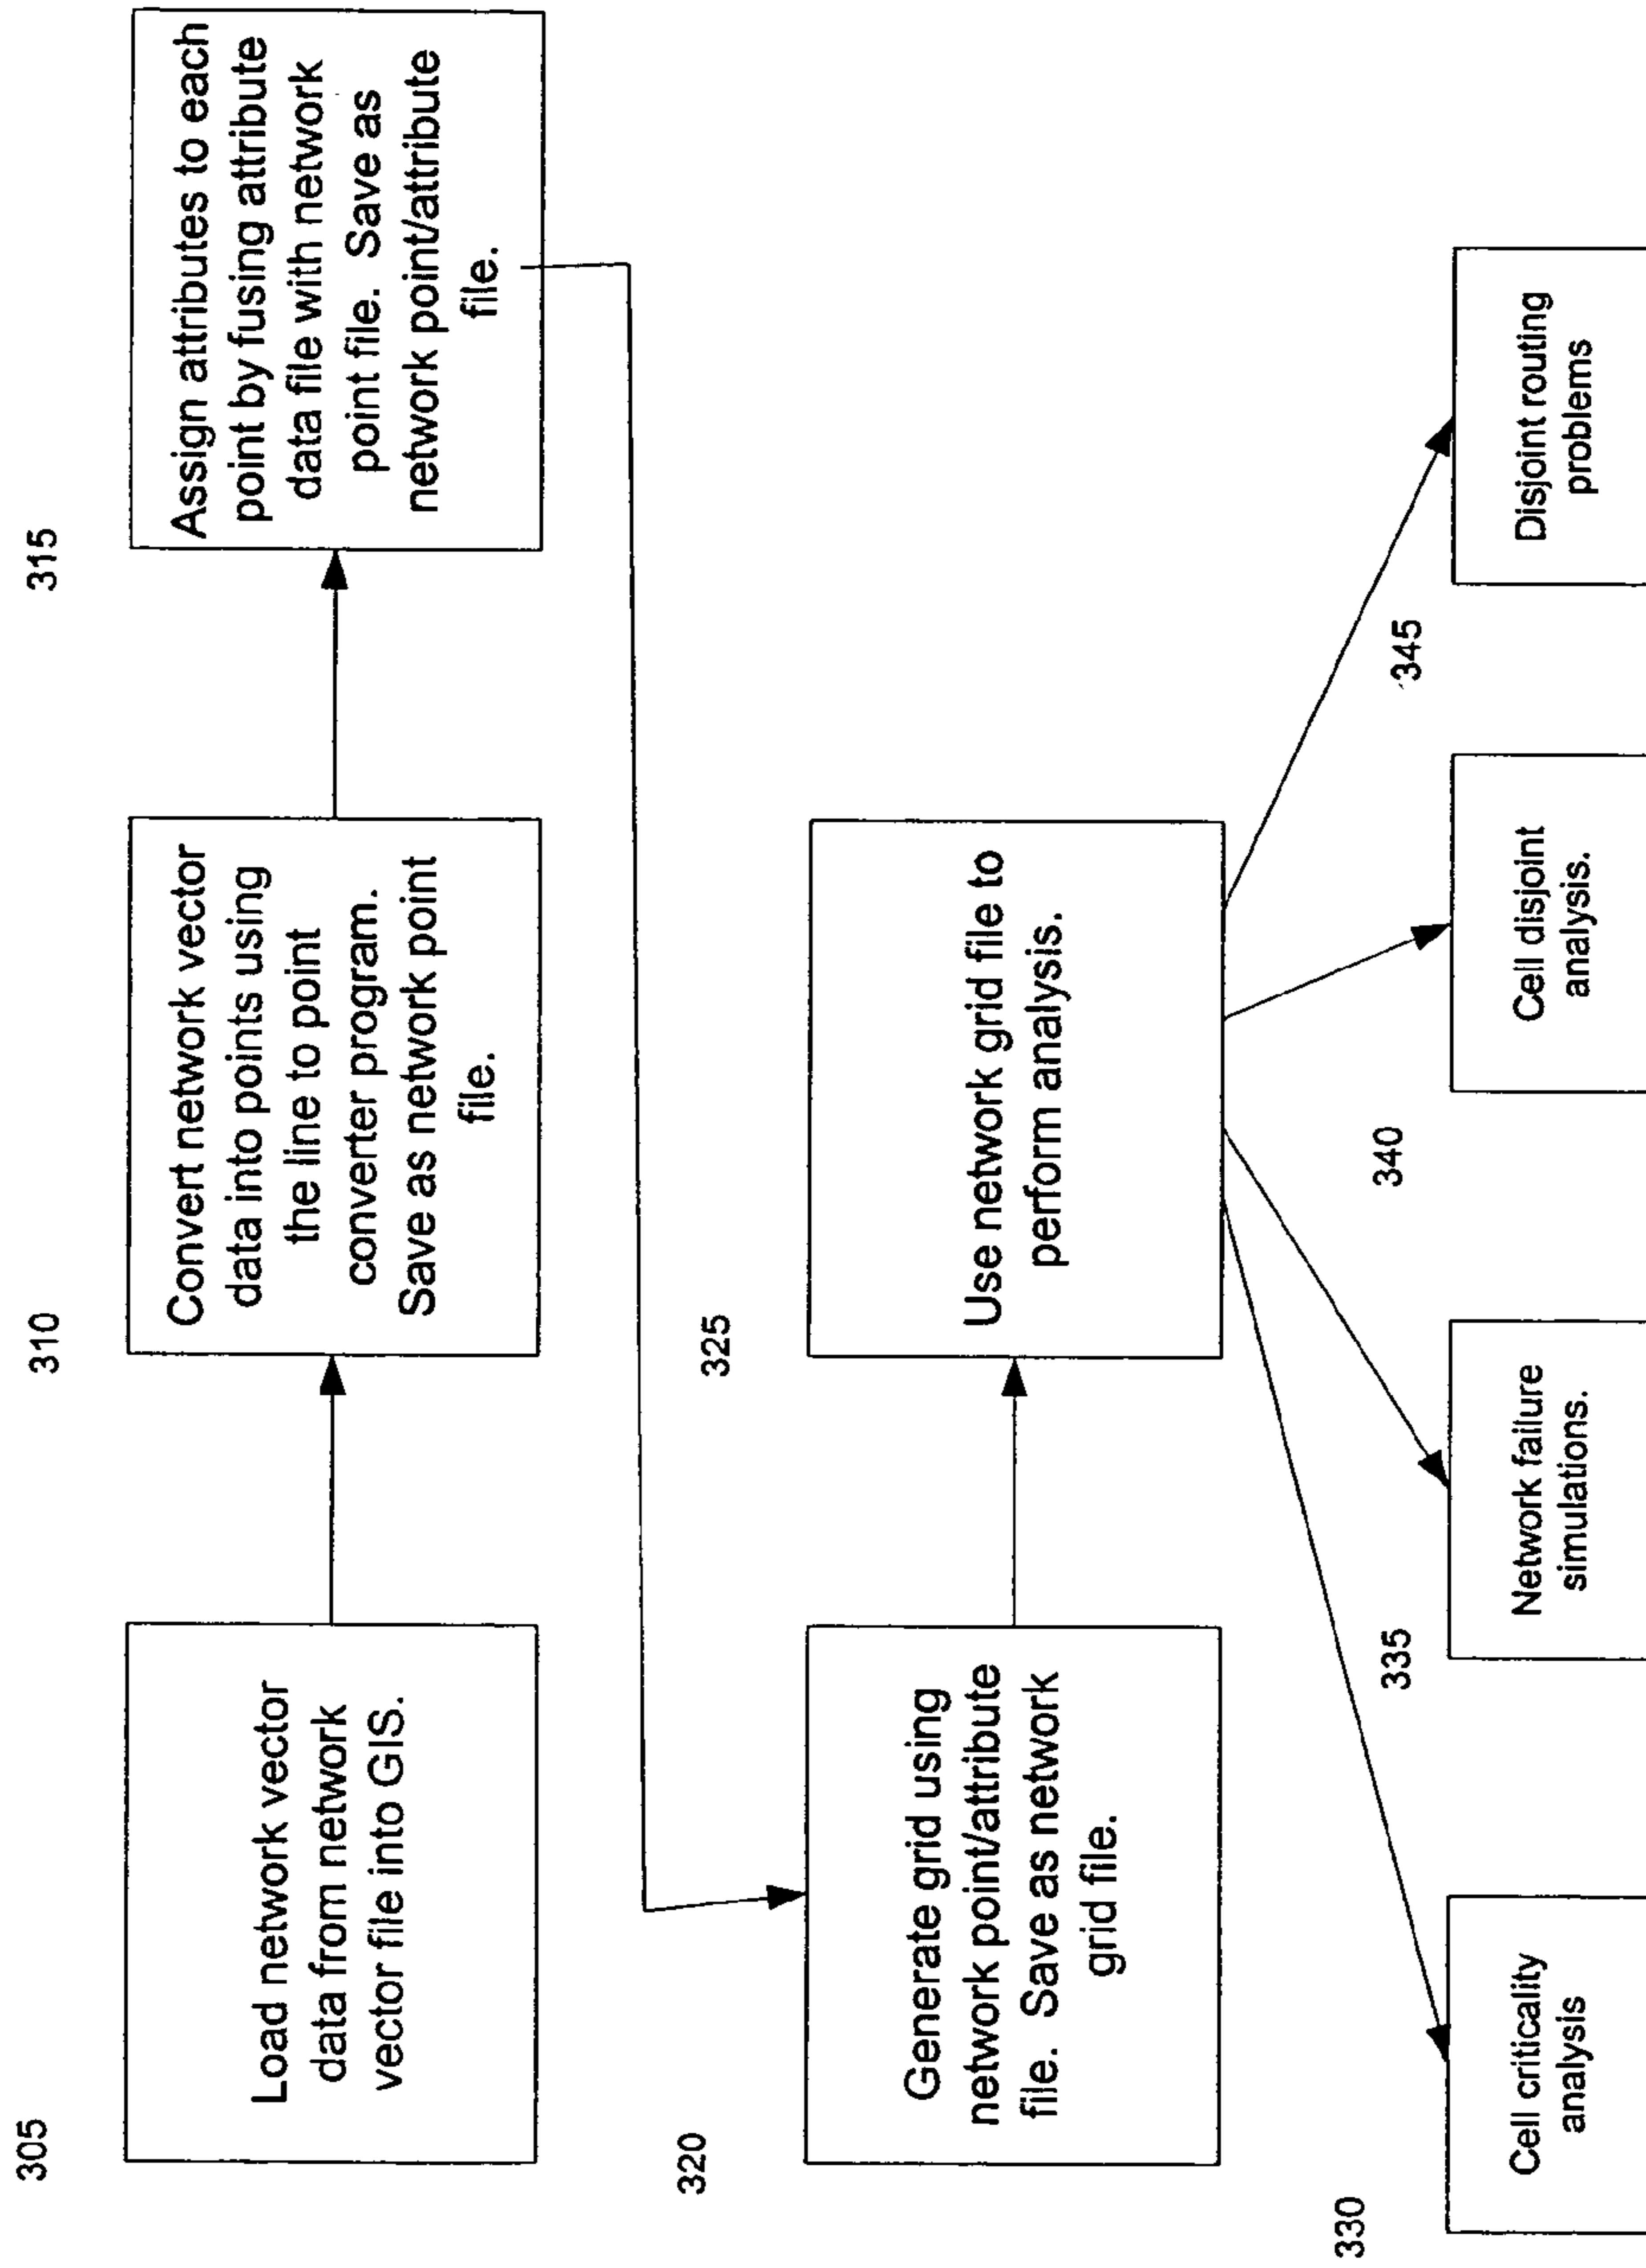 305
Load network vector
data from network
vector file into GIS.
310
Convert network vector
data into points using
the line to point
converter program.
Save as network point
file.
315
Assign attributes to each
point by fusing attribute
data file with network
point file. Save as
network point/attribute
file.
320
Generate grid using
network point/attribute
file. Save as network
grid file.
325
Use network grid file to
perform analysis.
330
Cell criticality
analysis
335
Network failure
simulations.
340
Cell disjoint
analysis.
345
Disjoint routing
problems